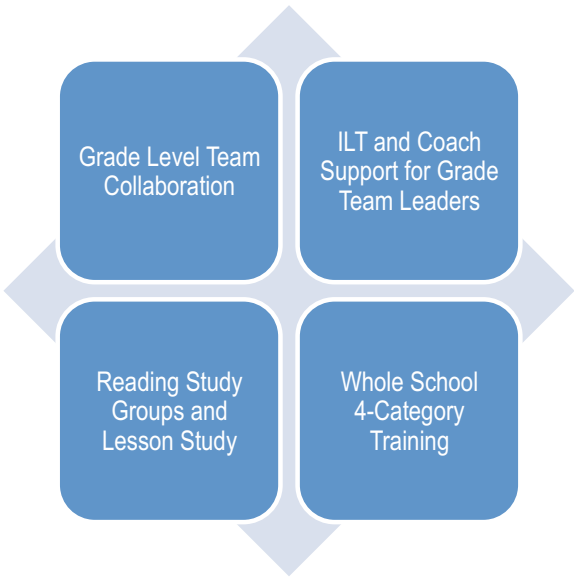 Grade Level Team
Collaboration
ILT and Coach
Support for Grade
Team Leaders
Reading Study
Groups and
Lesson Study
Whole School
4-Category
Training